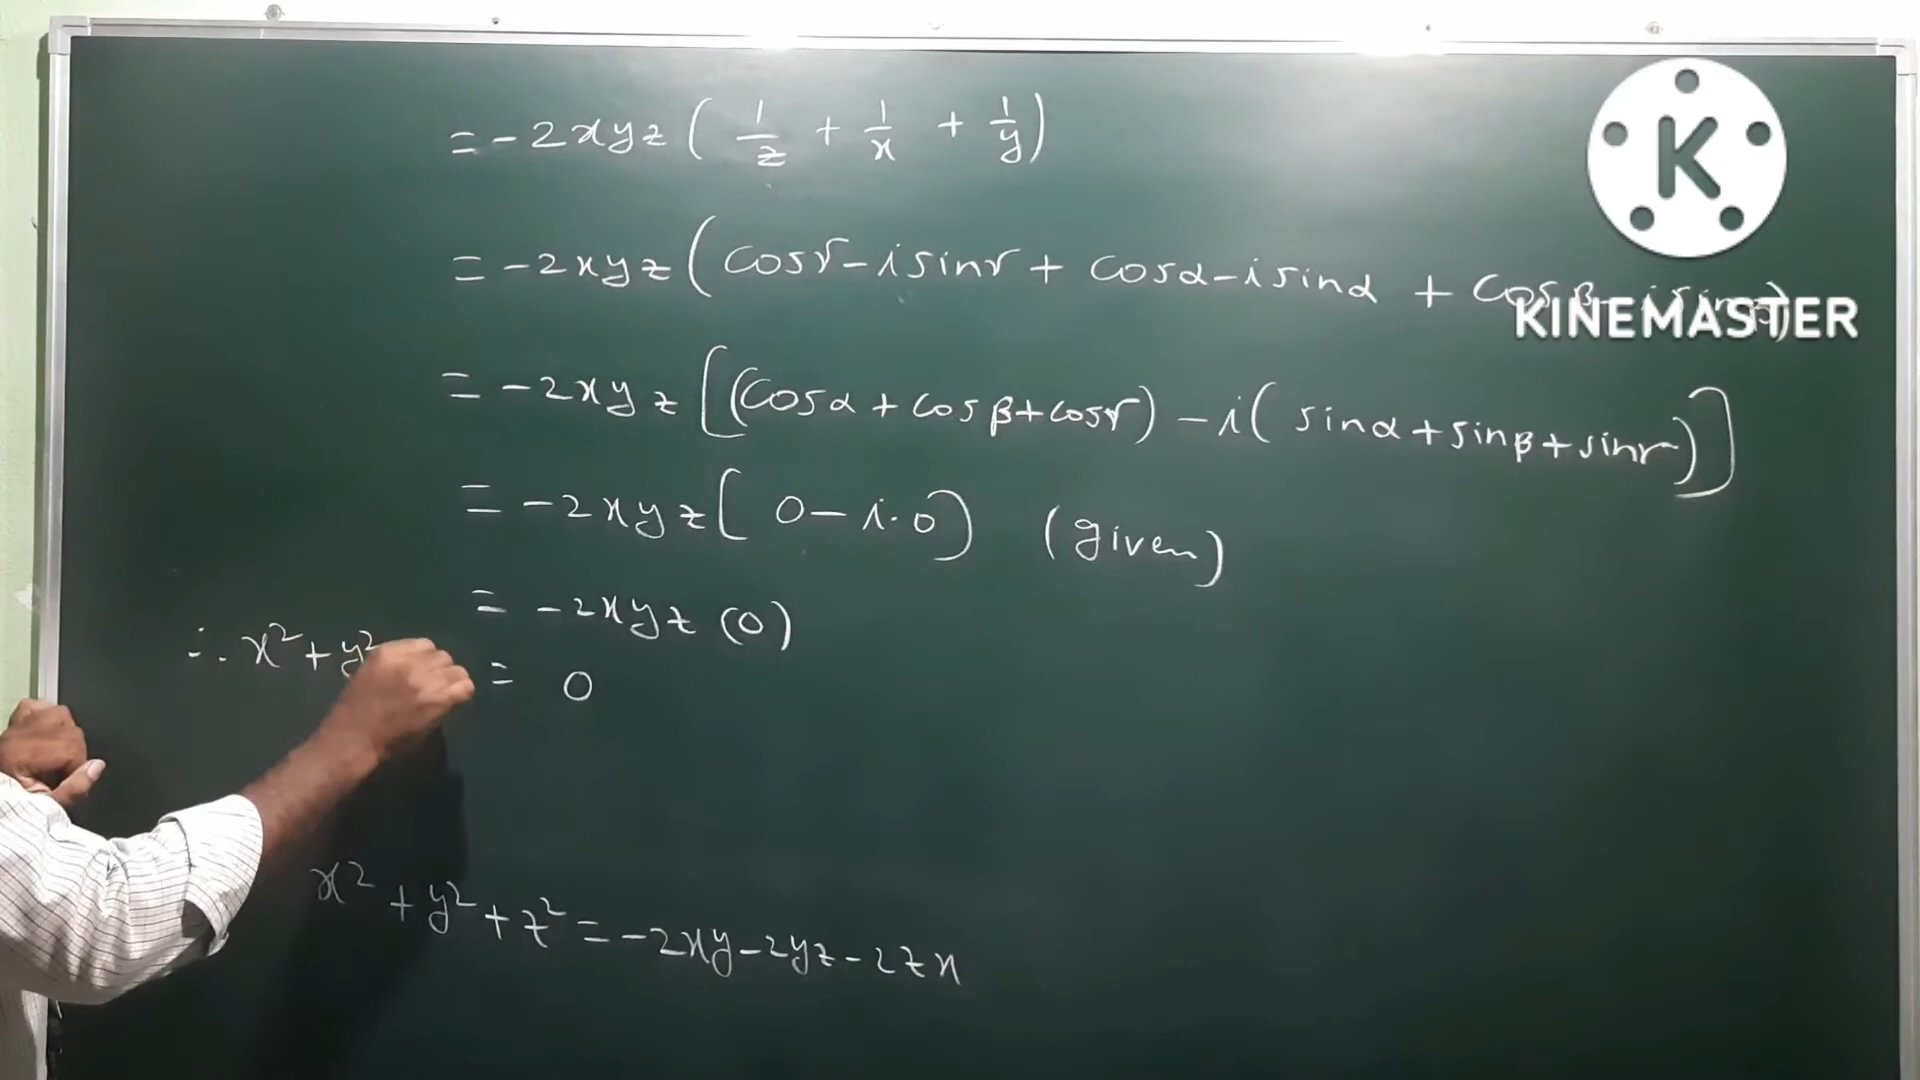 = -2xyz ( 1/z + 1/x + 1/y )
= -2xyz ( cosγ - i sinγ + cosα - i sinα + cosβ - i sinβ )
K
KINEMASTER
= -2xyz [ (cosα + cosβ + cosγ) - i ( sinα + sinβ + sinγ ) ]
= -2xyz [ 0 - i·0 ) (given)
= -2xyz (0)
∴ x² + y² = 0
x² + y² + z² = -2xy - 2yz - 2zx